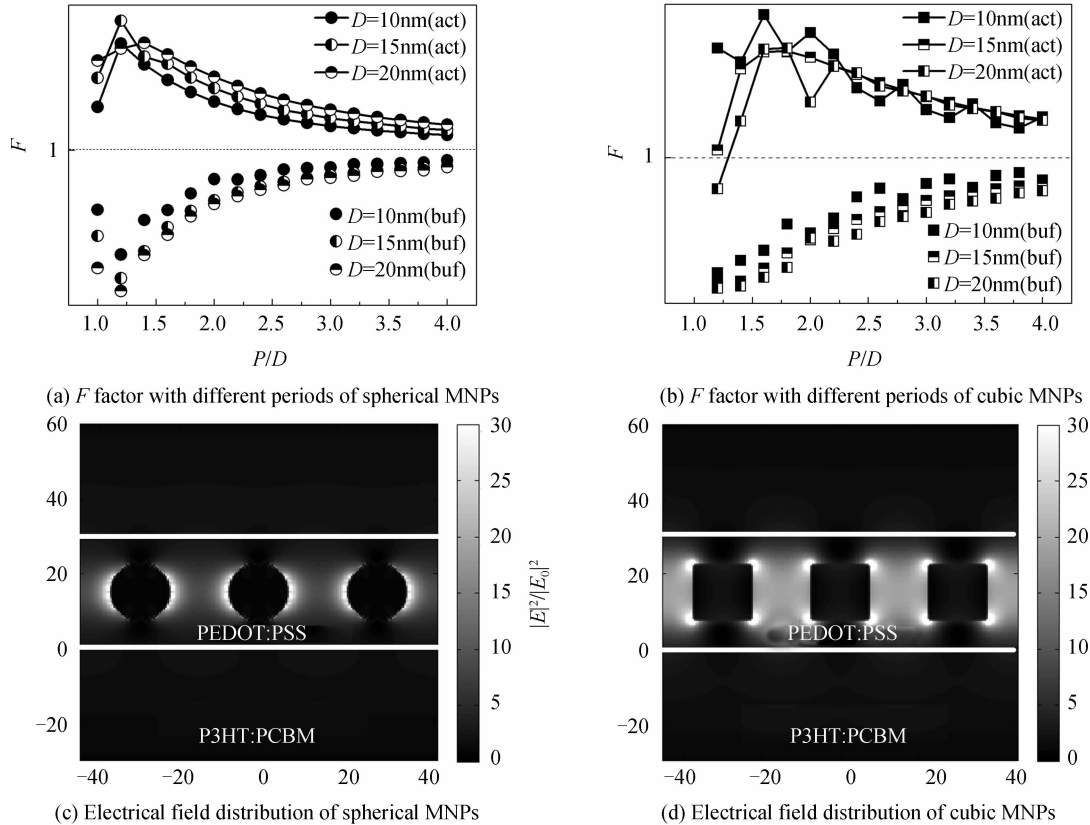 D=10nm(act)
D=15nm(act)
D=20nm(act)
F
1
D=10nm(buf)
D=15nm(buf)
D=20nm(buf)
1.0 1.5 2.0 2.5 3.0 3.5 4.0
P/D
(a) F factor with different periods of spherical MNPs
D=10nm(act)
D=15nm(act)
D=20nm(act)
F
1
D=10nm(buf)
D=15nm(buf)
D=20nm(buf)
1.0 1.5 2.0 2.5 3.0 3.5 4.0
P/D
(b) F factor with different periods of cubic MNPs
60
40
20
0
−20
PEDOT:PSS
P3HT:PCBM
−40 −20 0 20 40
30
25
20
15
10
5
0
|E|²/|E₀|²
(c) Electrical field distribution of spherical MNPs
60
40
20
0
−20
PEDOT:PSS
P3HT:PCBM
−40 −20 0 20 40
30
25
20
15
10
5
0
(d) Electrical field distribution of cubic MNPs